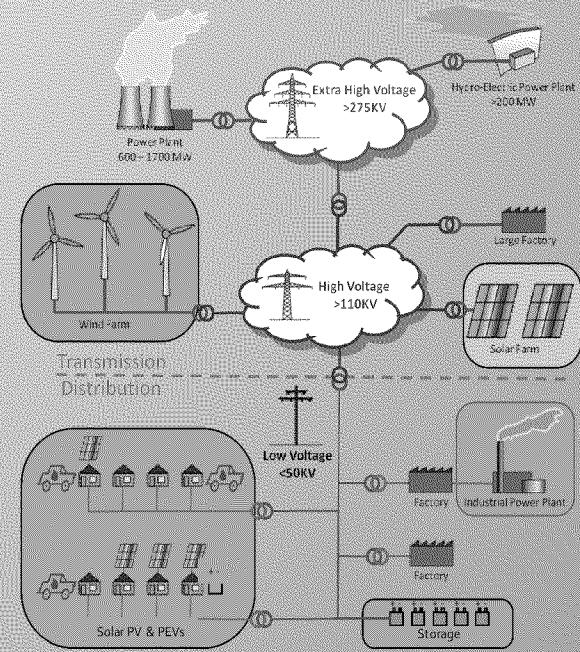 Extra High Voltage
>275KV
Hydro-Electric Power Plant
>200 MW
Power Plant
600 – 1700 MW
Large Factory
High Voltage
>110KV
Wind Farm
Solar Farm
Transmission
Distribution
Low Voltage
<50KV
Factory
Industrial Power Plant
Factory
Solar PV & PEVs
Storage